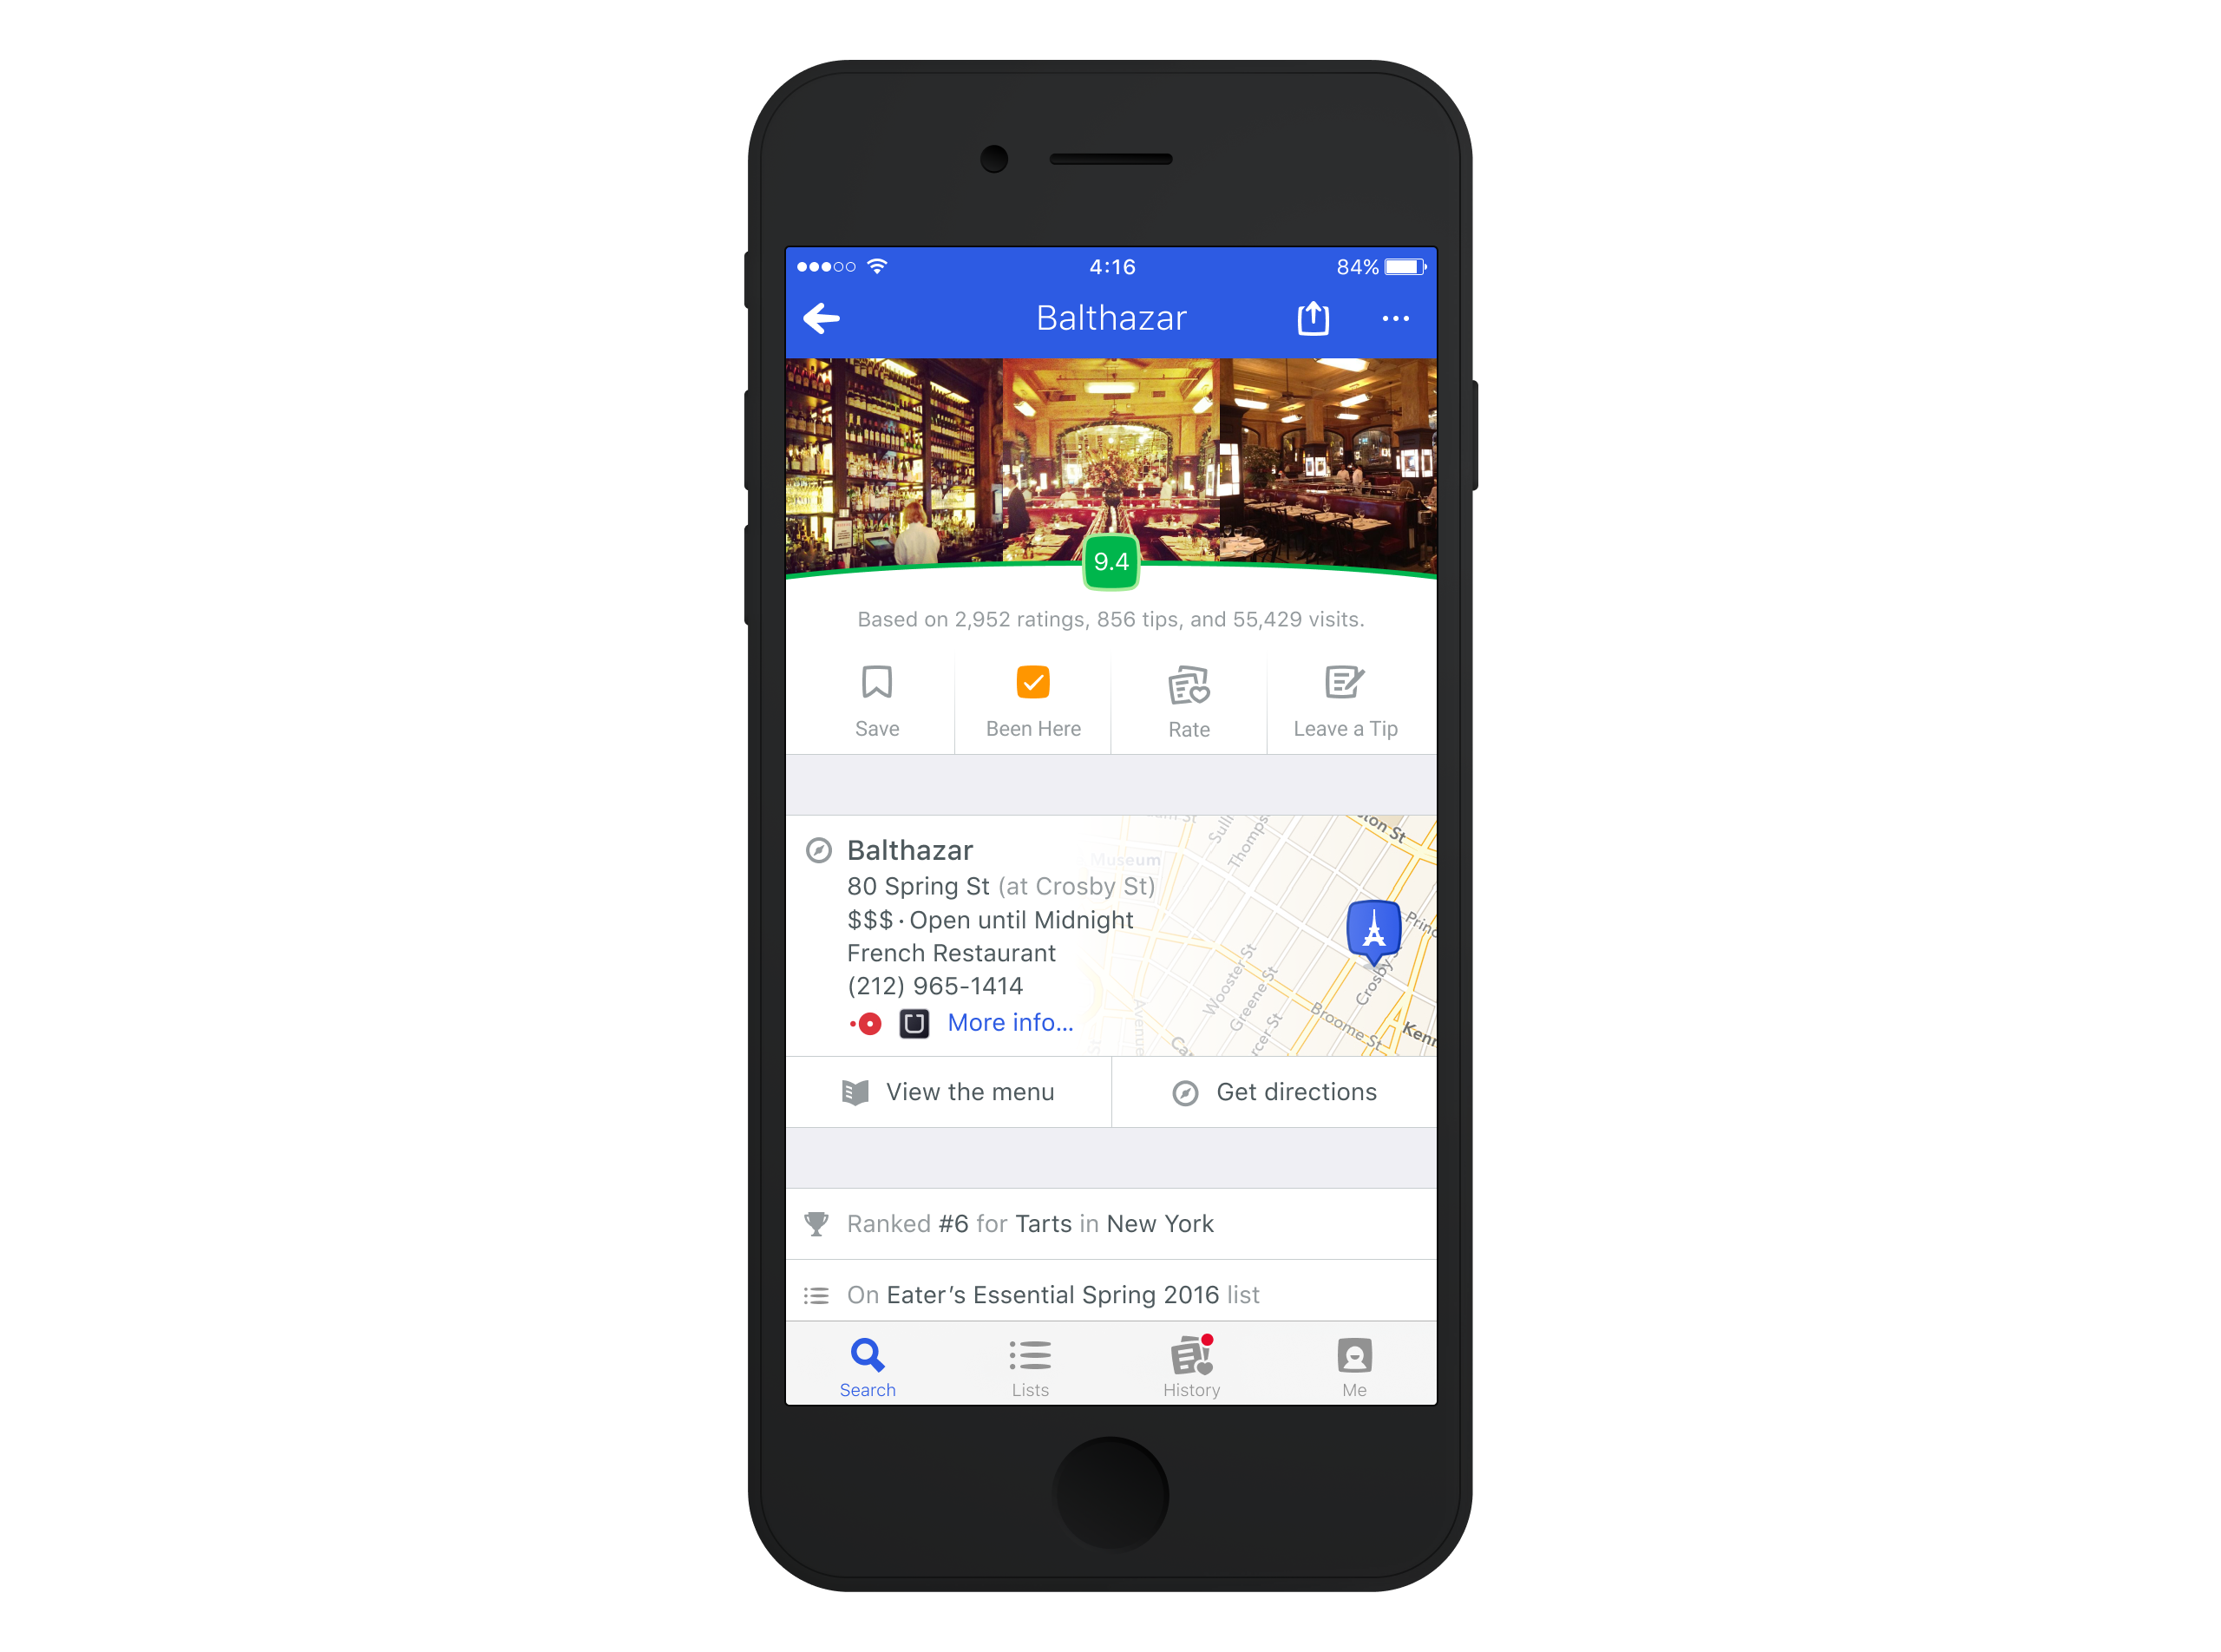 4:16
84%
Balthazar
9.4
Based on 2,952 ratings, 856 tips, and 55,429 visits.
Save
Been Here
Rate
Leave a Tip
Balthazar
80 Spring St (at Crosby St)
$$$ · Open until Midnight
French Restaurant
(212) 965-1414
More info...
Museum
Wooster St
Greene St
Broome St
Crosby
View the menu
Get directions
Ranked #6 for Tarts in New York
On Eater's Essential Spring 2016 list
Search
Lists
History
Me